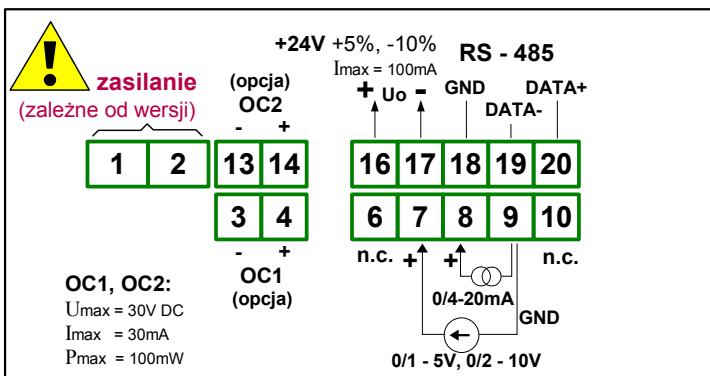 +24V +5%, -10%
Imax = 100mA
RS - 485
zasilanie
(zależne od wersji)
(opcja)
OC2
- +
+ Uo -
GND
DATA-
DATA+
1 2 13 14 16 17 18 19 20
3 4 6 7 8 9 10
- +
OC1
(opcja)
n.c. + + n.c.
0/4-20mA
GND
0/1 - 5V, 0/2 - 10V
OC1, OC2:
Umax = 30V DC
Imax = 30mA
Pmax = 100mW